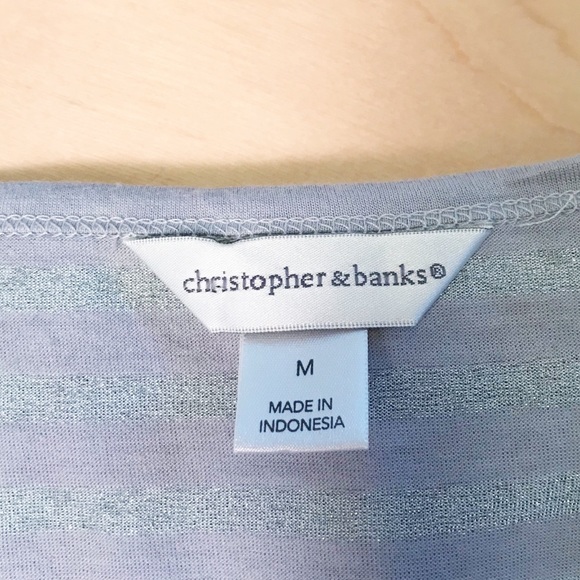 christopher & banks®
M
MADE IN
INDONESIA